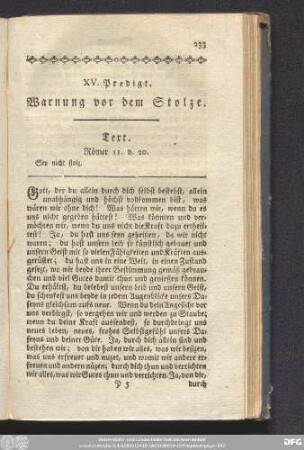 233
XV. Predigt.
Warnung vor dem Stolze.
Text.
Römer 11. v. 20.
Sey nicht stolz.
Gott, der du allein durch dich selbst bestehst, allein
unabhängig und höchst vollkommen bist, was
wären wir ohne dich! Was hätten wir, wenn du es
uns nicht gegeben hättest! Was könnten und ver-
möchten wir, wenn du uns nicht die Kraft dazu ertheil-
test! Ja, du hast uns seyn geheißen, da wir nicht
waren; du hast unsern Leib so künstlich gebauet und
unsern Geist mit so vielen Fähigkeiten und Kräften aus-
gerüstet; du hast uns in eine Welt, in einen Zustand
gesetzt, wo wir beyde ihrer Bestimmung gemäß gebrau-
chen und viel Gutes damit thun und genießen können.
Du erhältst, du belebest unsern Leib und unsern Geist,
du schenkest uns beyde in jedem Augenblicke unsers Da-
seyns gleichsam aufs neue. Wenn du dein Angesicht vor
uns verbirgst, so vergehen wir und werden zu Staube;
wenn du deine Kraft aussendest, so durchdringt uns
neues Leben, neues, frohes Selbstgefühl unsers Da-
seyns und deiner Güte. Ja, durch dich allein sind und
bestehen wir; von dir haben wir alles, was wir besitzen,
was uns erfreuet und nützet, und womit wir andere er-
freuen und andern nützen; durch dich thun und verrichten
wir alles, was wir Gutes thun und verrichten. Ja, von dir,
P 5 durch
DFG